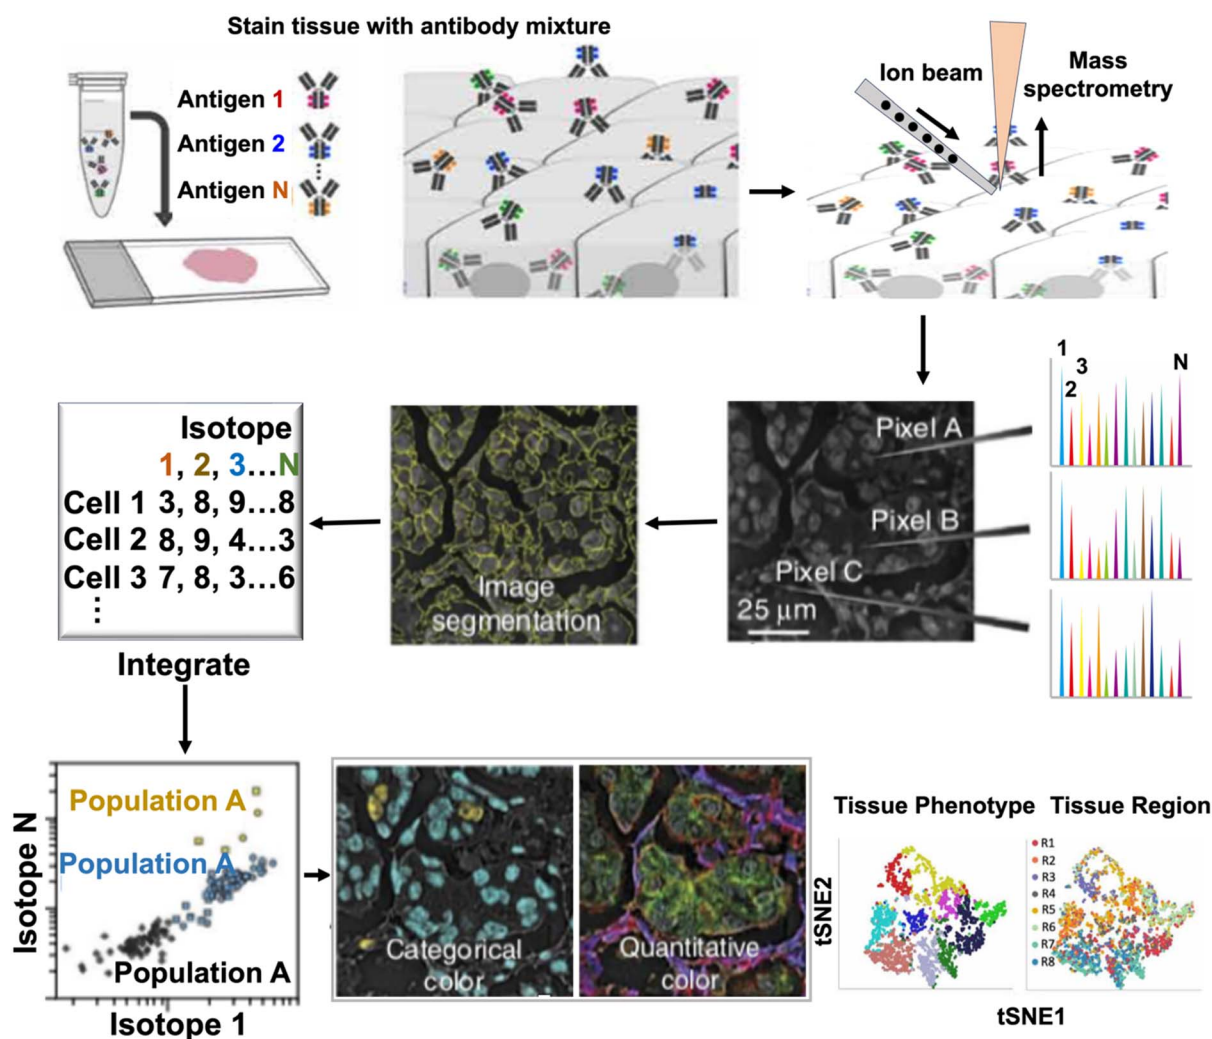 Stain tissue with antibody mixture
Antigen 1
Antigen 2
Antigen N
Ion beam
Mass
spectrometry
1
3
2
N
Pixel A
Pixel B
Pixel C
25 μm
Image
segmentation
Isotope
1, 2, 3...N
Cell 1 3, 8, 9...8
Cell 2 8, 9, 4...3
Cell 3 7, 8, 3...6
Integrate
Isotope N
Population A
Population A
Population A
Isotope 1
Categorical
color
Quantitative
color
Tissue Phenotype
Tissue Region
tSNE2
R1
R2
R3
R4
R5
R6
R7
R8
tSNE1